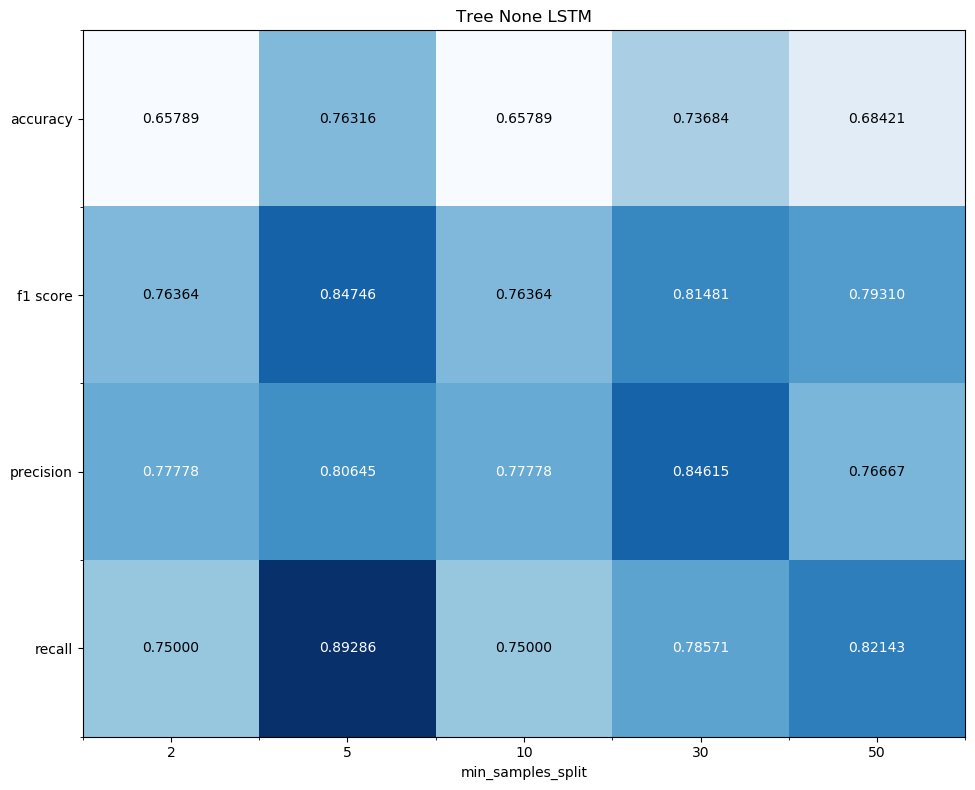 Tree None LSTM
accuracy 0.65789 0.76316 0.65789 0.73684 0.68421
f1 score 0.76364 0.84746 0.76364 0.81481 0.79310
precision 0.77778 0.80645 0.77778 0.84615 0.76667
recall 0.75000 0.89286 0.75000 0.78571 0.82143
2 5 10 30 50
min_samples_split